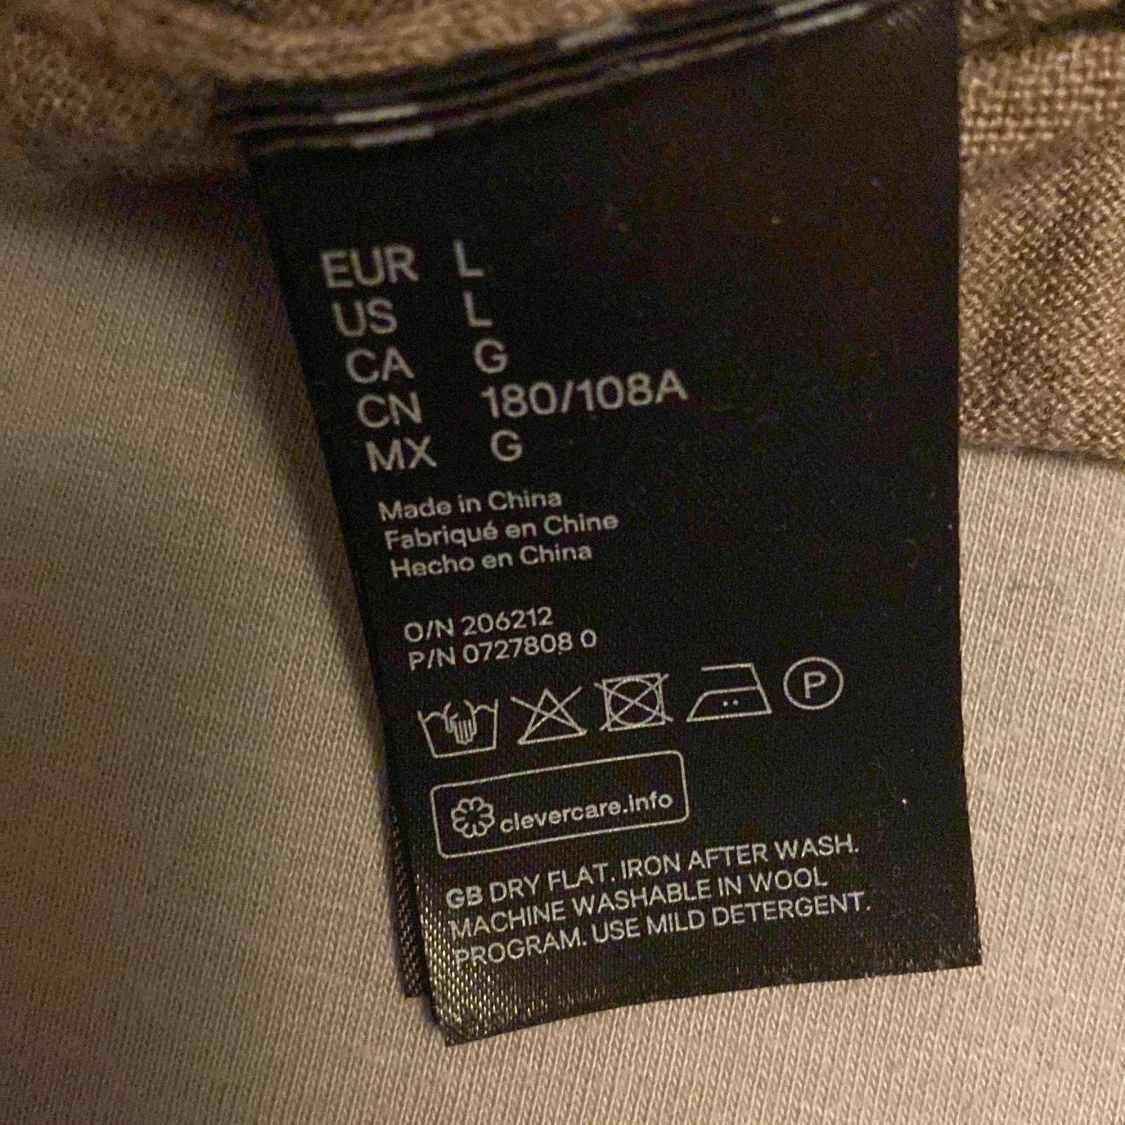 EUR L
US L
CA G
CN 180/108A
MX G
Made in China
Fabriqué en Chine
Hecho en China
O/N 206212
P/N 0727808 0
P
clevercare.info
GB DRY FLAT. IRON AFTER WASH.
MACHINE WASHABLE IN WOOL
PROGRAM. USE MILD DETERGENT.